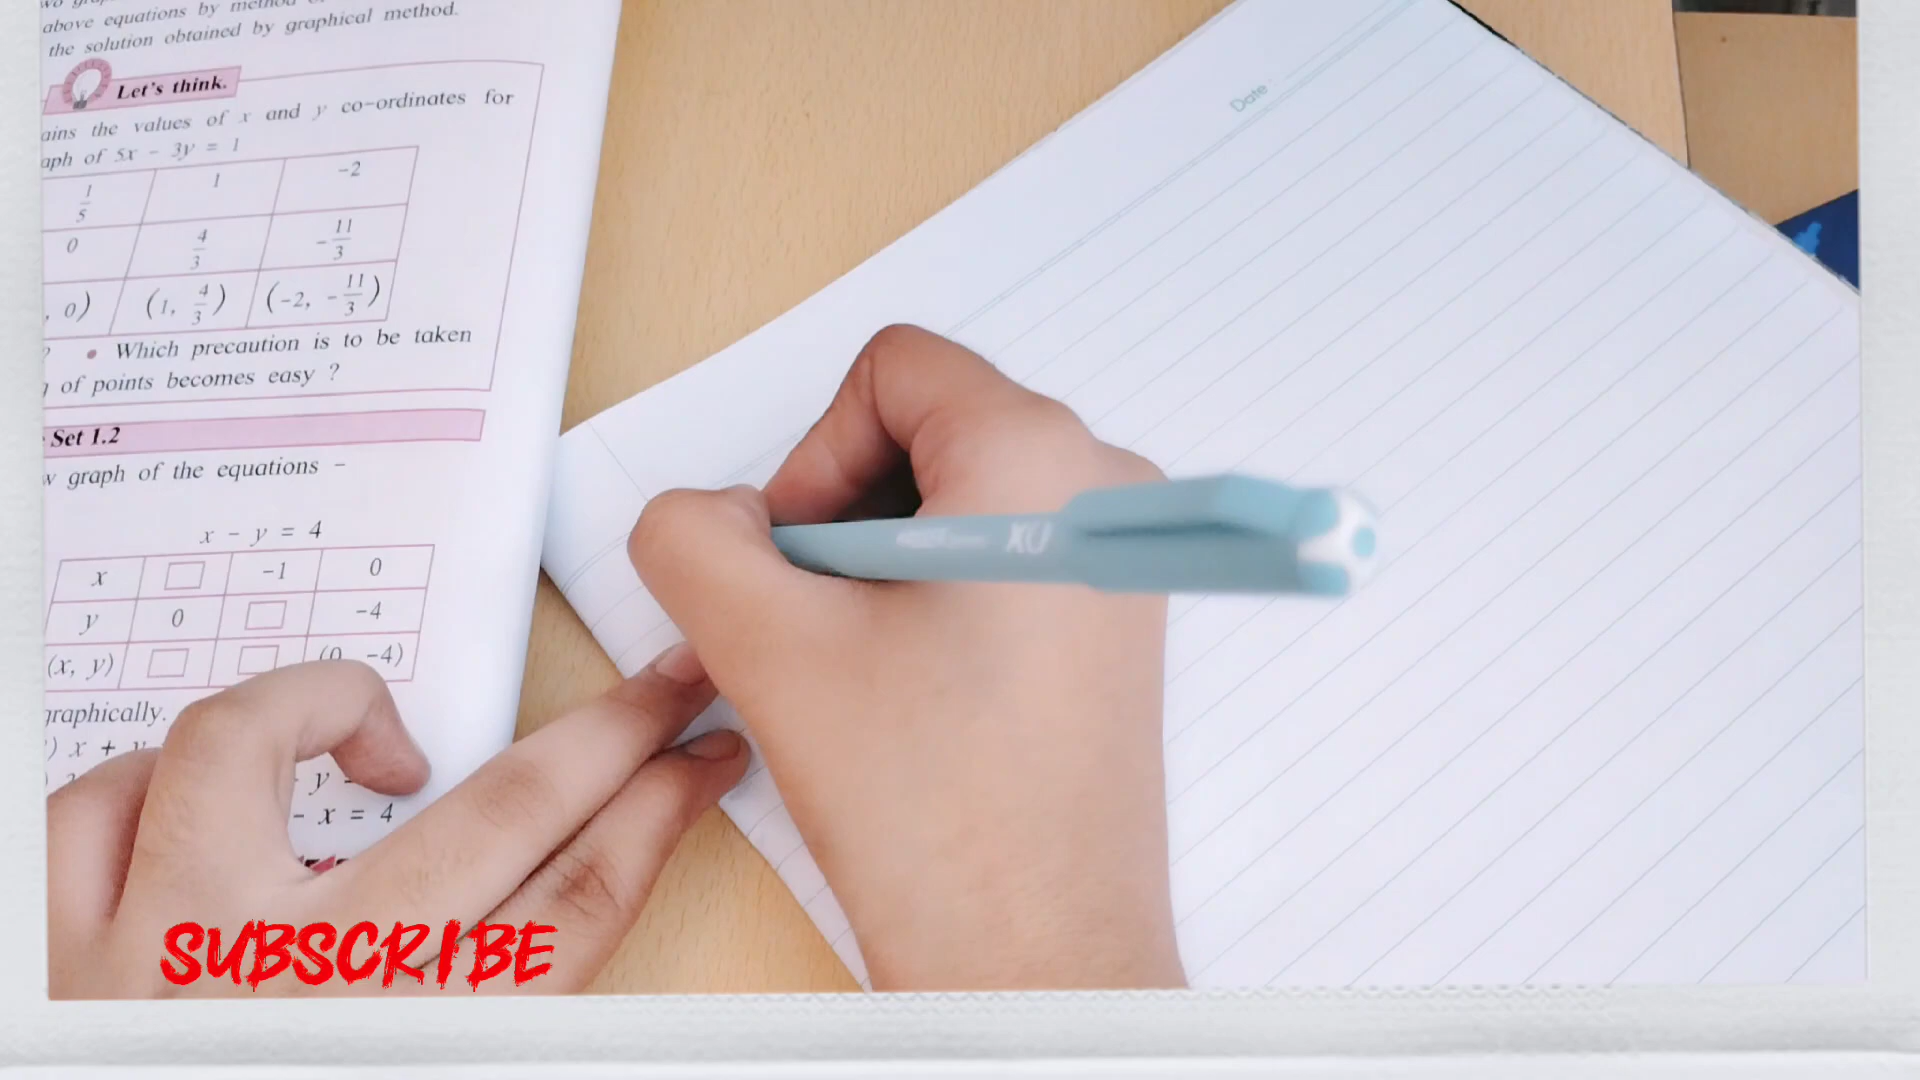 above equations by method
the solution obtained by graphical method.
Let's think.
ains the values of x and y co-ordinates for
aph of 5x - 3y = 1
1/5 1 -2
0 4/3 -11/3
, 0) (1, 4/3) (-2, -11/3)
? • Which precaution is to be taken
of points becomes easy ?
Set 1.2
w graph of the equations -
x - y = 4
x □ -1 0
y 0 □ -4
(x, y) □ □ (0, -4)
graphically.
) x + y
y
- x = 4
Date :
XU
SUBSCRIBE